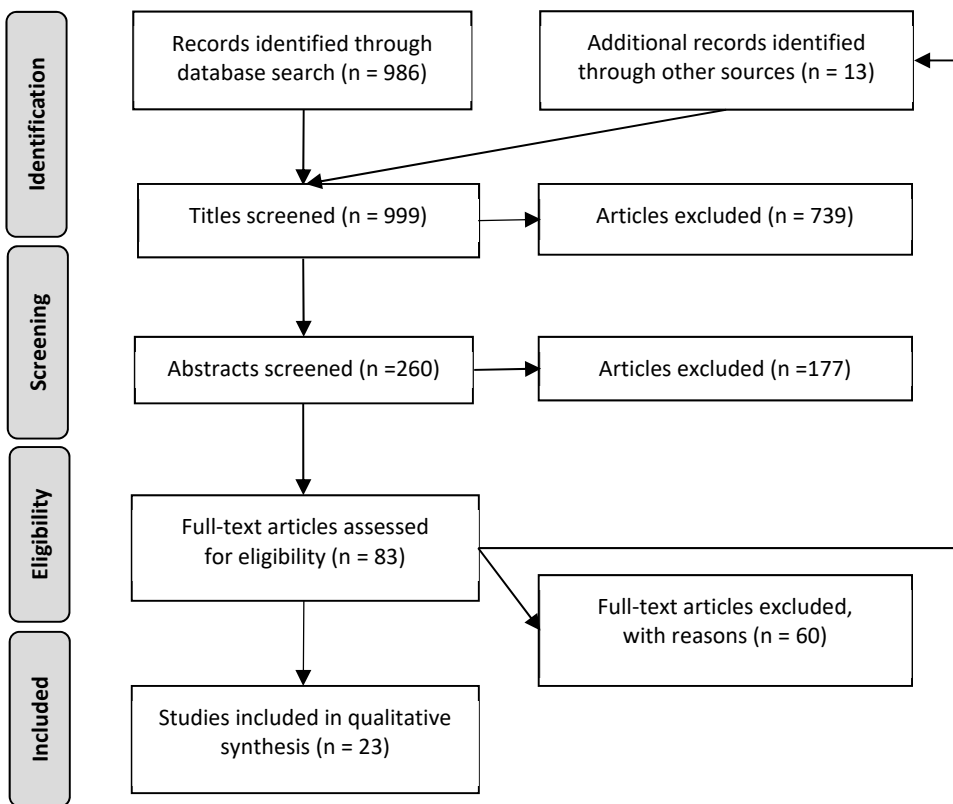 Identification
Records identified through
database search (n = 986)
Additional records identified
through other sources (n = 13)
Titles screened (n = 999)
Articles excluded (n = 739)
Screening
Abstracts screened (n =260)
Articles excluded (n =177)
Eligibility
Full-text articles assessed
for eligibility (n = 83)
Full-text articles excluded,
with reasons (n = 60)
Included
Studies included in qualitative
synthesis (n = 23)